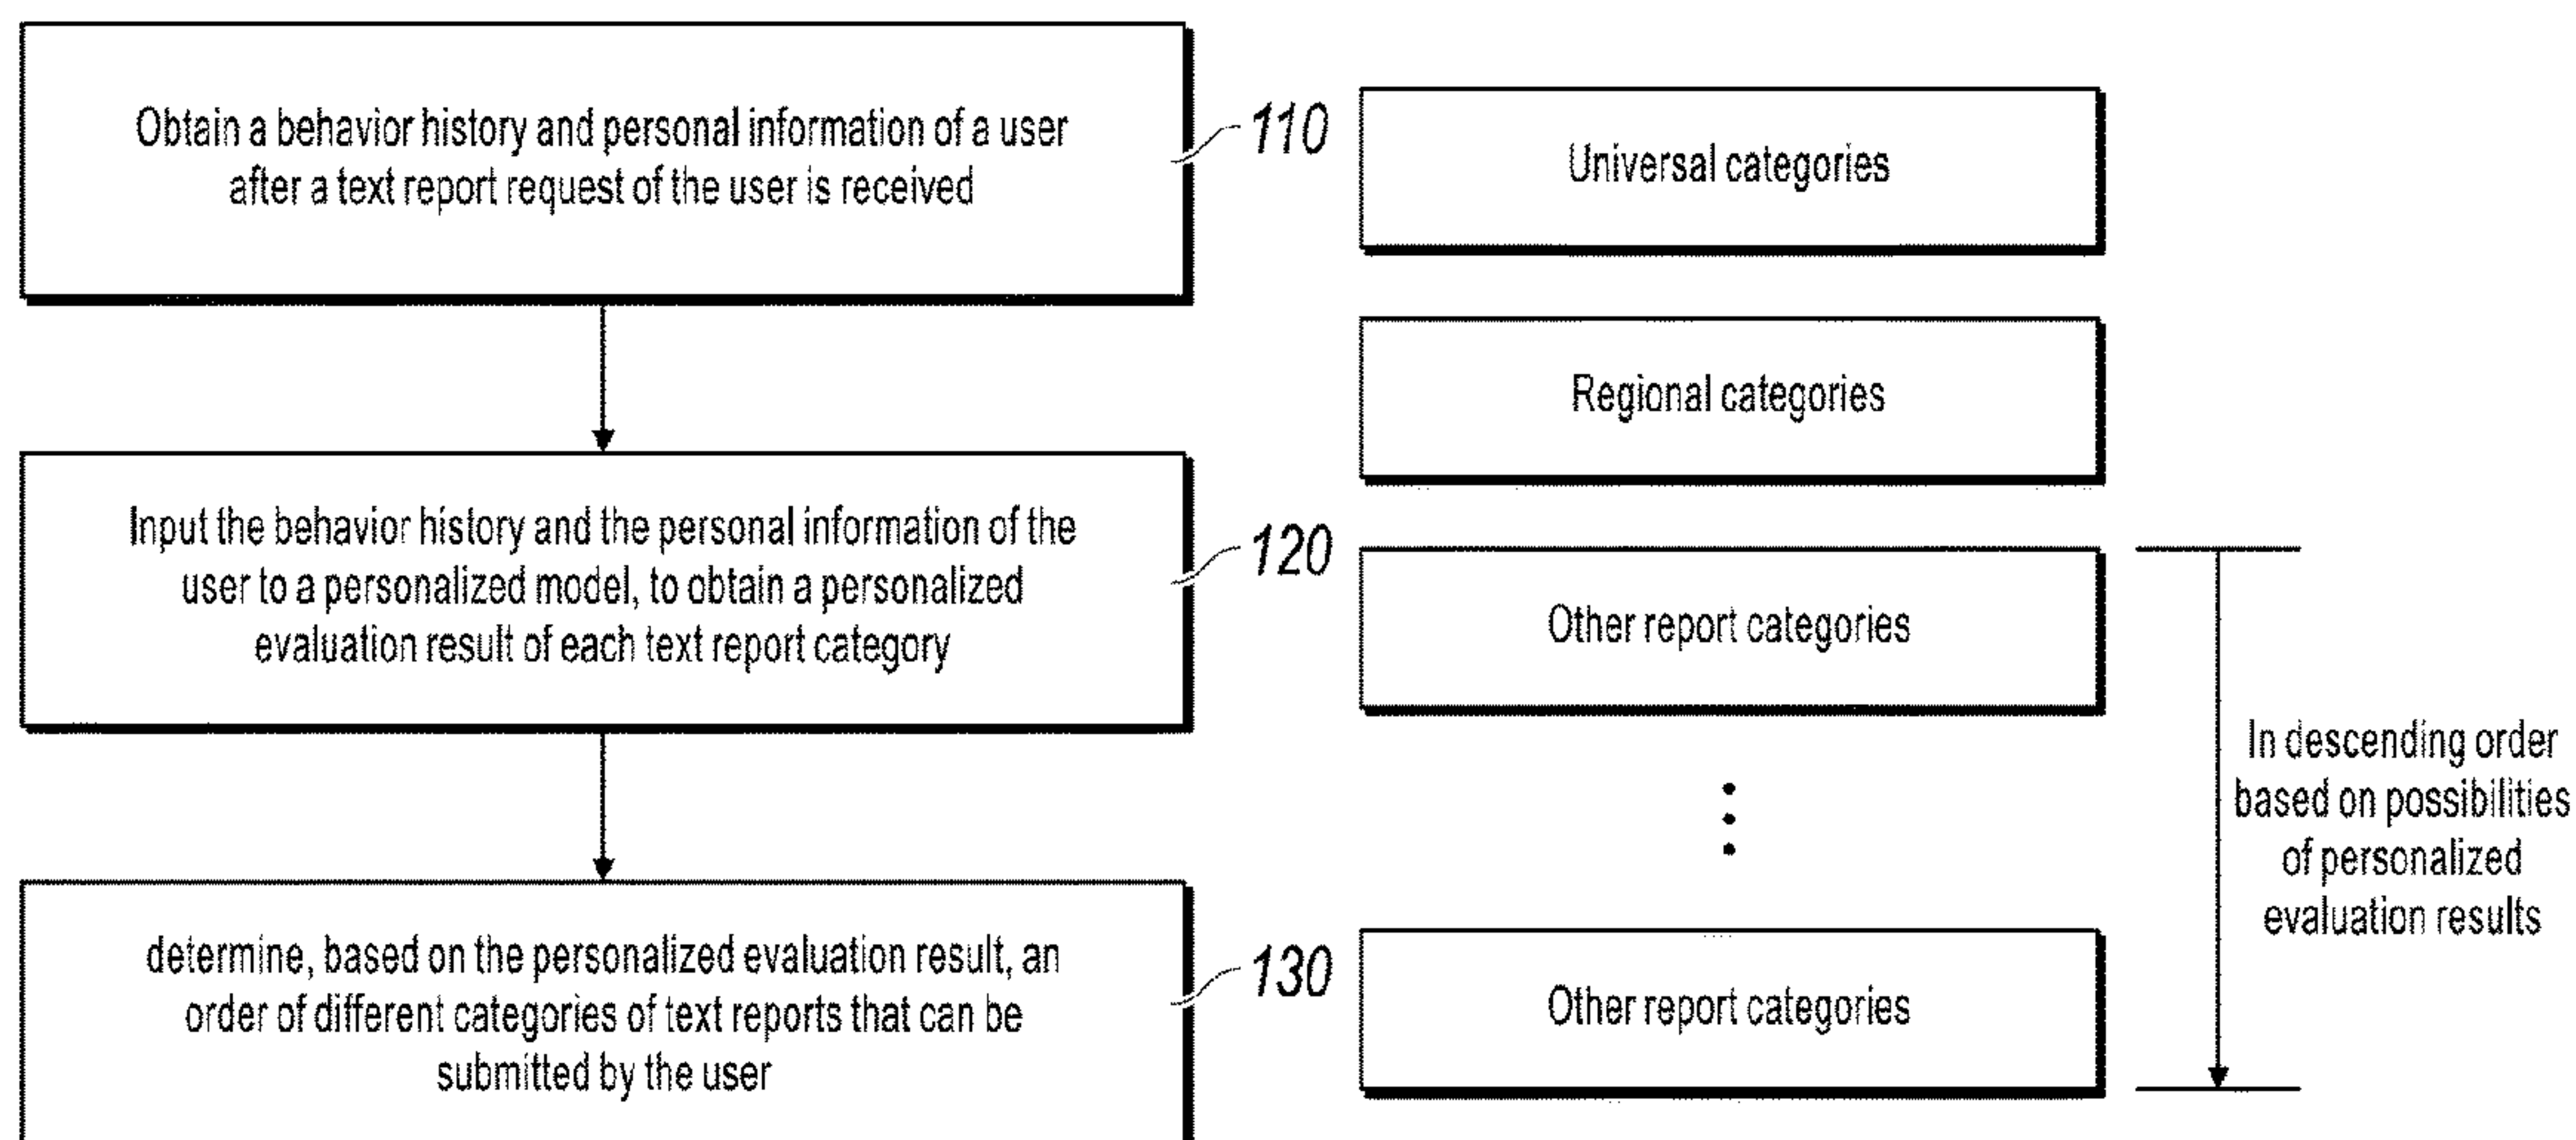 Obtain a behavior history and personal information of a user
after a text report request of the user is received
110
Input the behavior history and the personal information of the
user to a personalized model, to obtain a personalized
evaluation result of each text report category
120
determine, based on the personalized evaluation result, an
order of different categories of text reports that can be
submitted by the user
130
Universal categories
Regional categories
Other report categories
Other report categories
In descending order
based on possibilities
of personalized
evaluation results